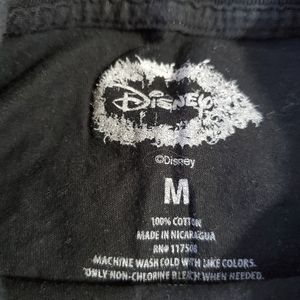 Disney
©Disney
M
100% COTTON
MADE IN NICARAGUA
RN# 117508
MACHINE WASH COLD WITH LIKE COLORS.
ONLY NON-CHLORINE BLEACH WHEN NEEDED.